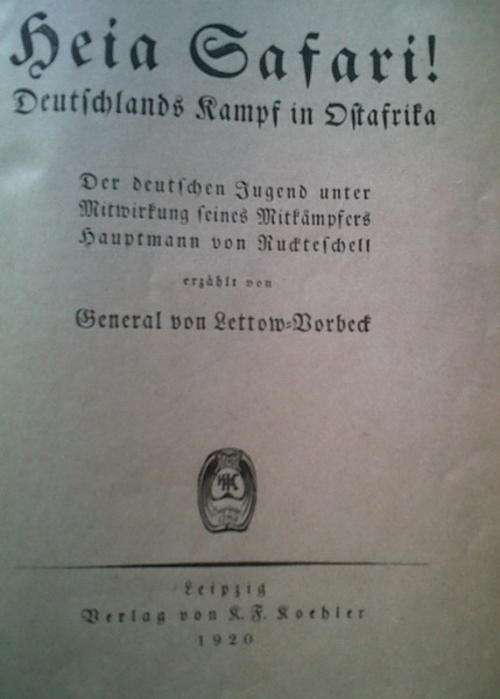 Heia Safari!
Deutschlands Kampf in Ostafrika
Der deutschen Jugend unter
Mitwirkung seines Mitkämpfers
Hauptmann von Ruckteschell
erzählt von
General von Lettow-Vorbeck
Leipzig
Verlag von K. F. Koehler
1920